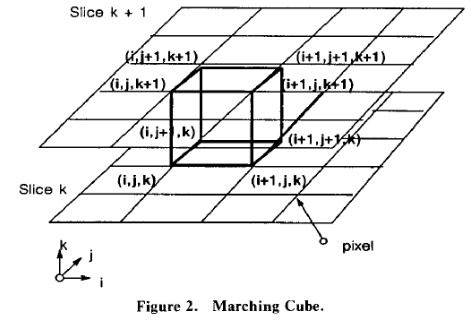 Slice k + 1
(i,j+1,k+1) (i+1,j+1,k+1)
(i,j,k+1) (i+1,j,k+1)
(i,j+1,k) (i+1,j+1,k)
Slice k
(i,j,k) (i+1,j,k)
k
j
i
pixel
Figure 2. Marching Cube.